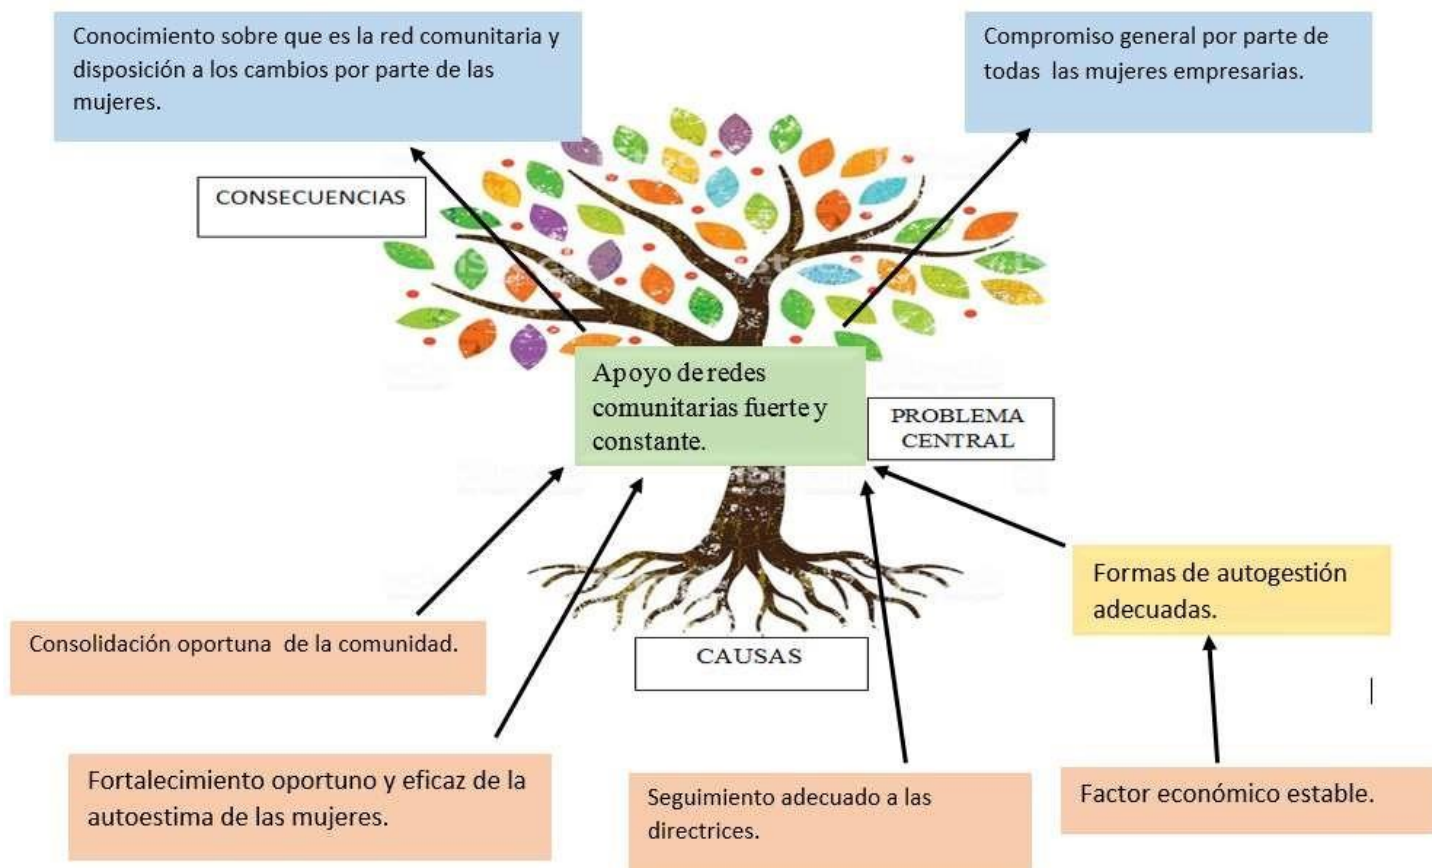 Conocimiento sobre que es la red comunitaria y
disposición a los cambios por parte de las
mujeres.
Compromiso general por parte de
todas las mujeres empresarias.
CONSECUENCIAS
Apoyo de redes
comunitarias fuerte y
constante.
PROBLEMA
CENTRAL
Formas de autogestión
adecuadas.
Consolidación oportuna de la comunidad.
CAUSAS
Fortalecimiento oportuno y eficaz de la
autoestima de las mujeres.
Seguimiento adecuado a las
directrices.
Factor económico estable.